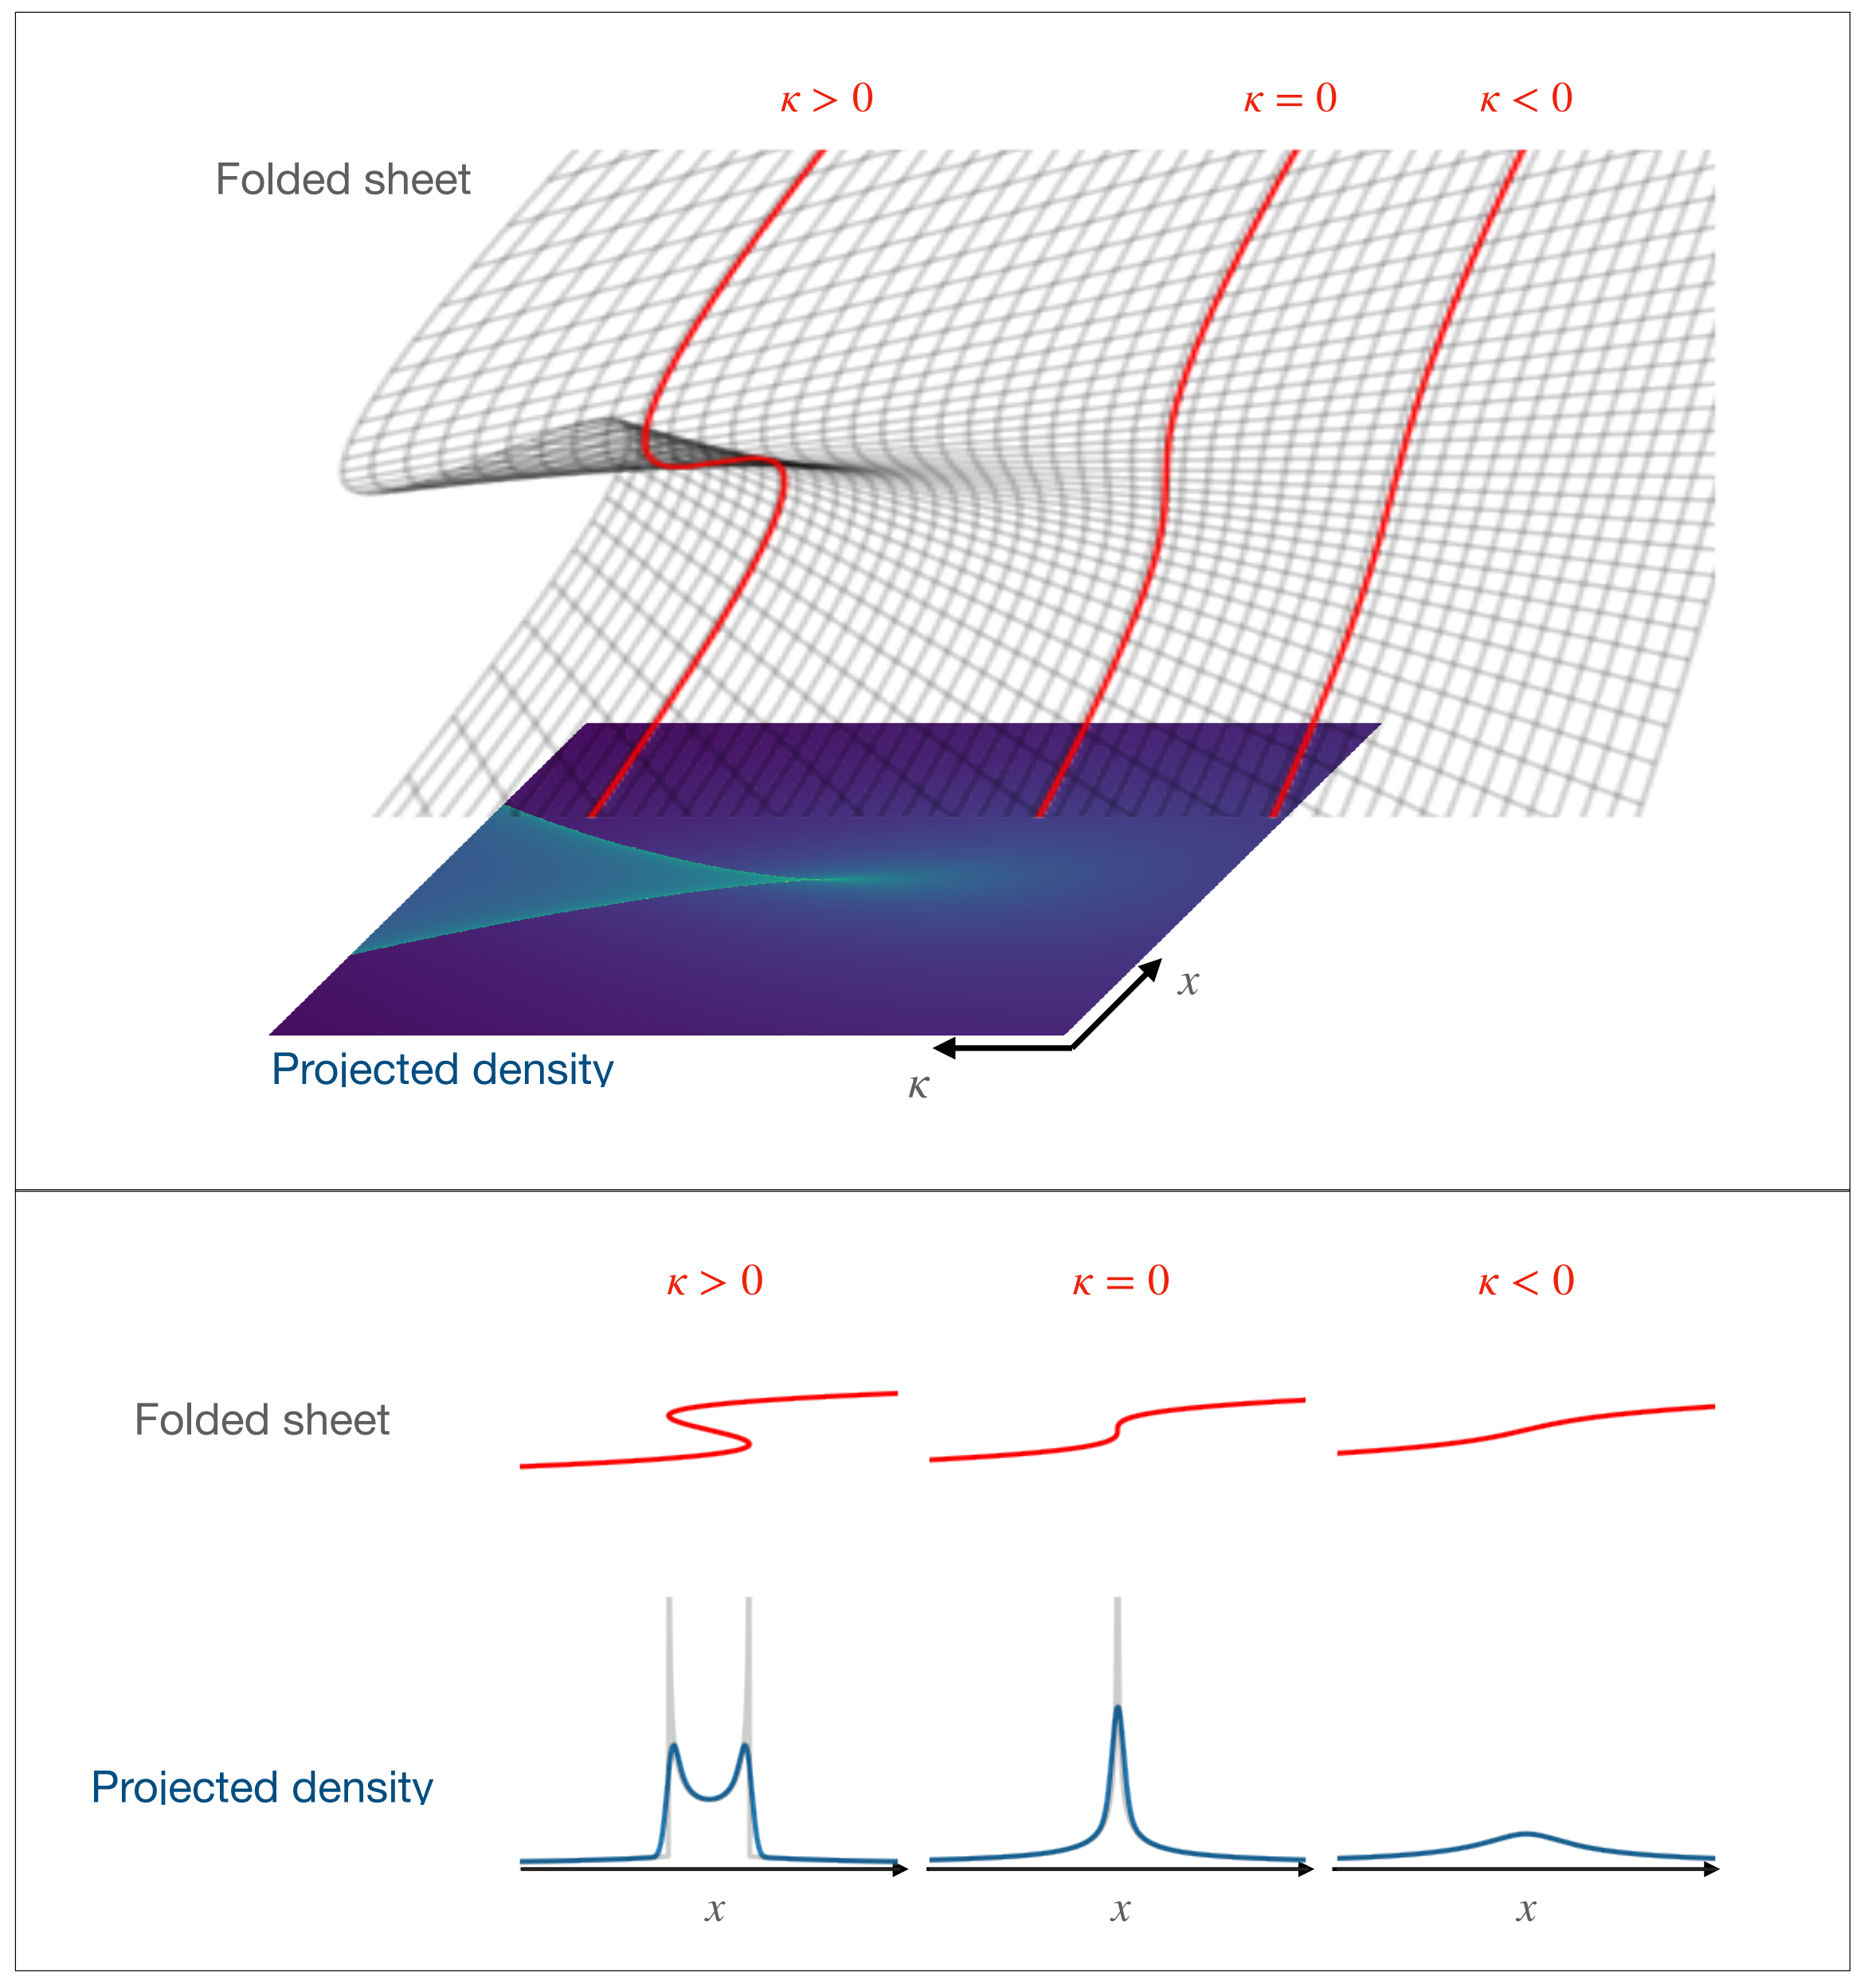 κ > 0 κ = 0 κ < 0
Folded sheet
x
Projected density
κ
κ > 0 κ = 0 κ < 0
Folded sheet
Projected density
x x x